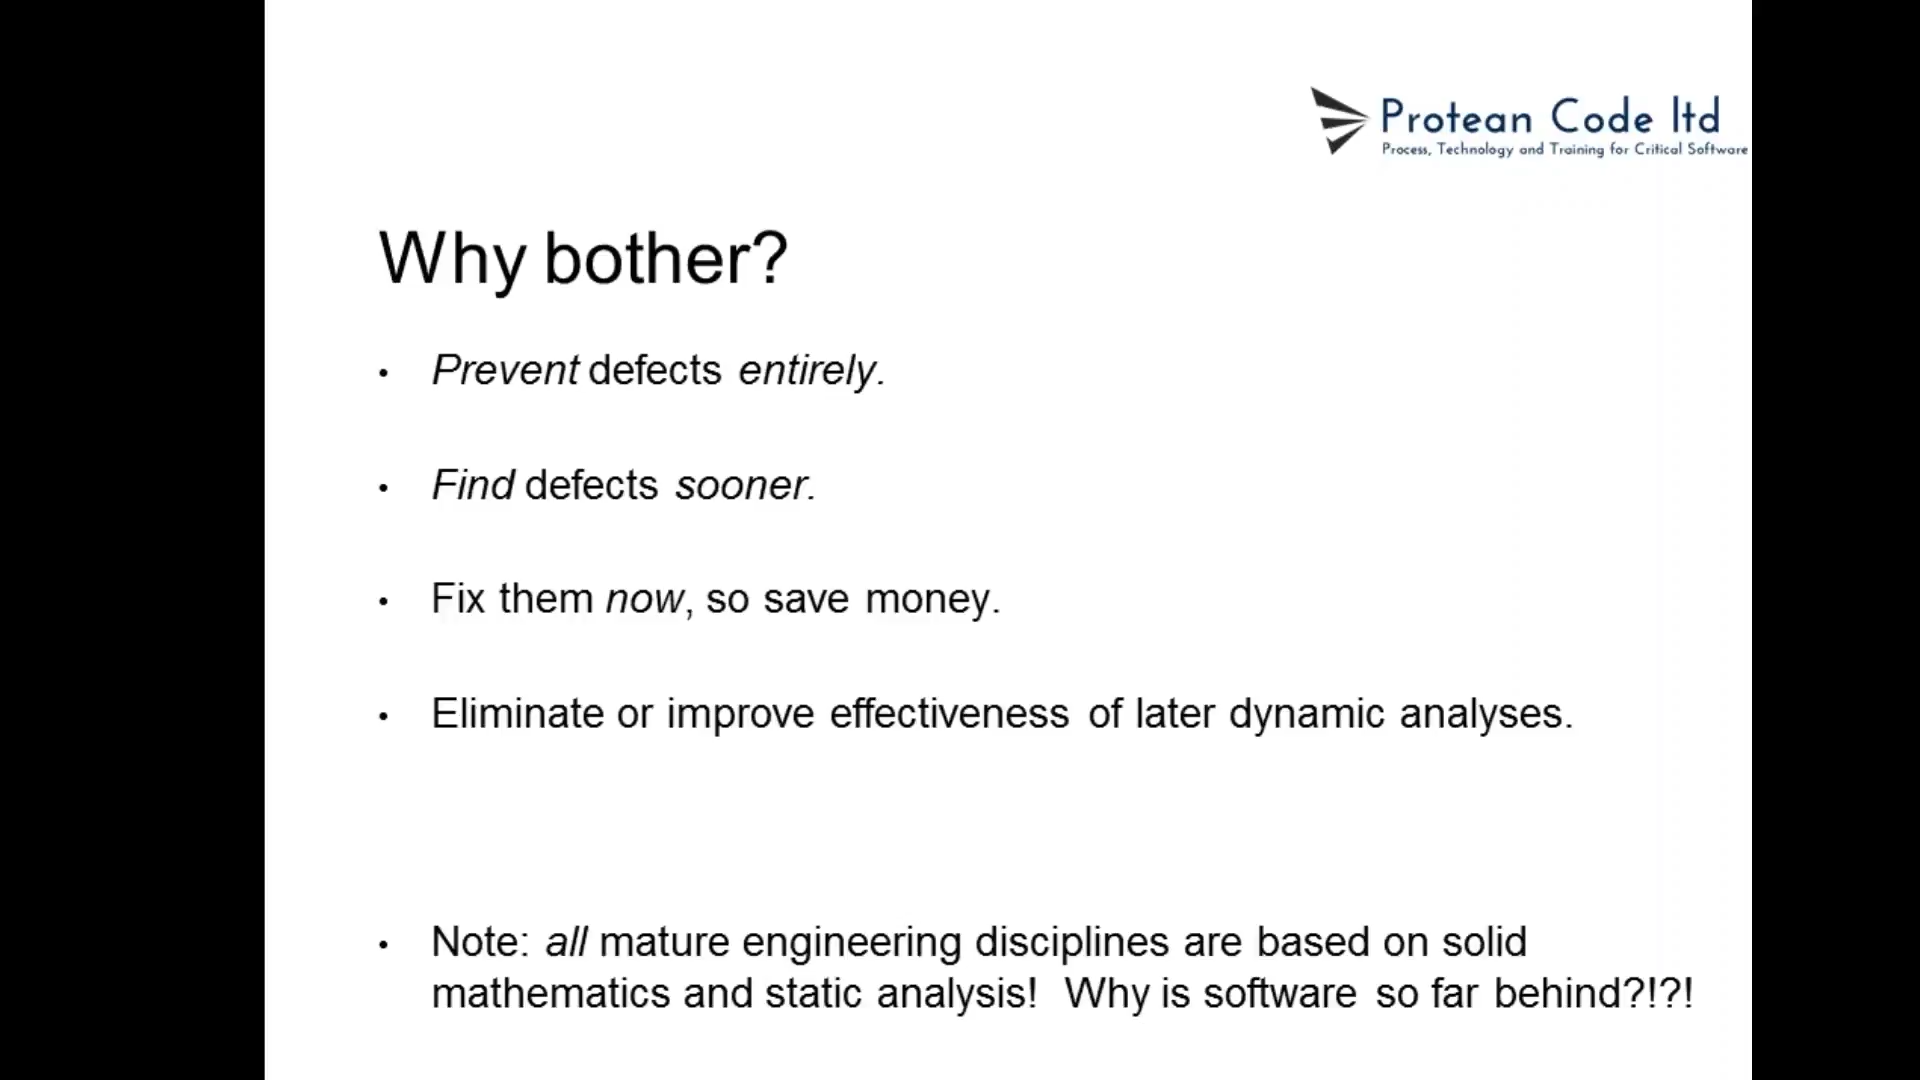 Protean Code ltd
Process, Technology and Training for Critical Software
Why bother?
• Prevent defects entirely.
• Find defects sooner.
• Fix them now, so save money.
• Eliminate or improve effectiveness of later dynamic analyses.
• Note: all mature engineering disciplines are based on solid
mathematics and static analysis! Why is software so far behind?!?!